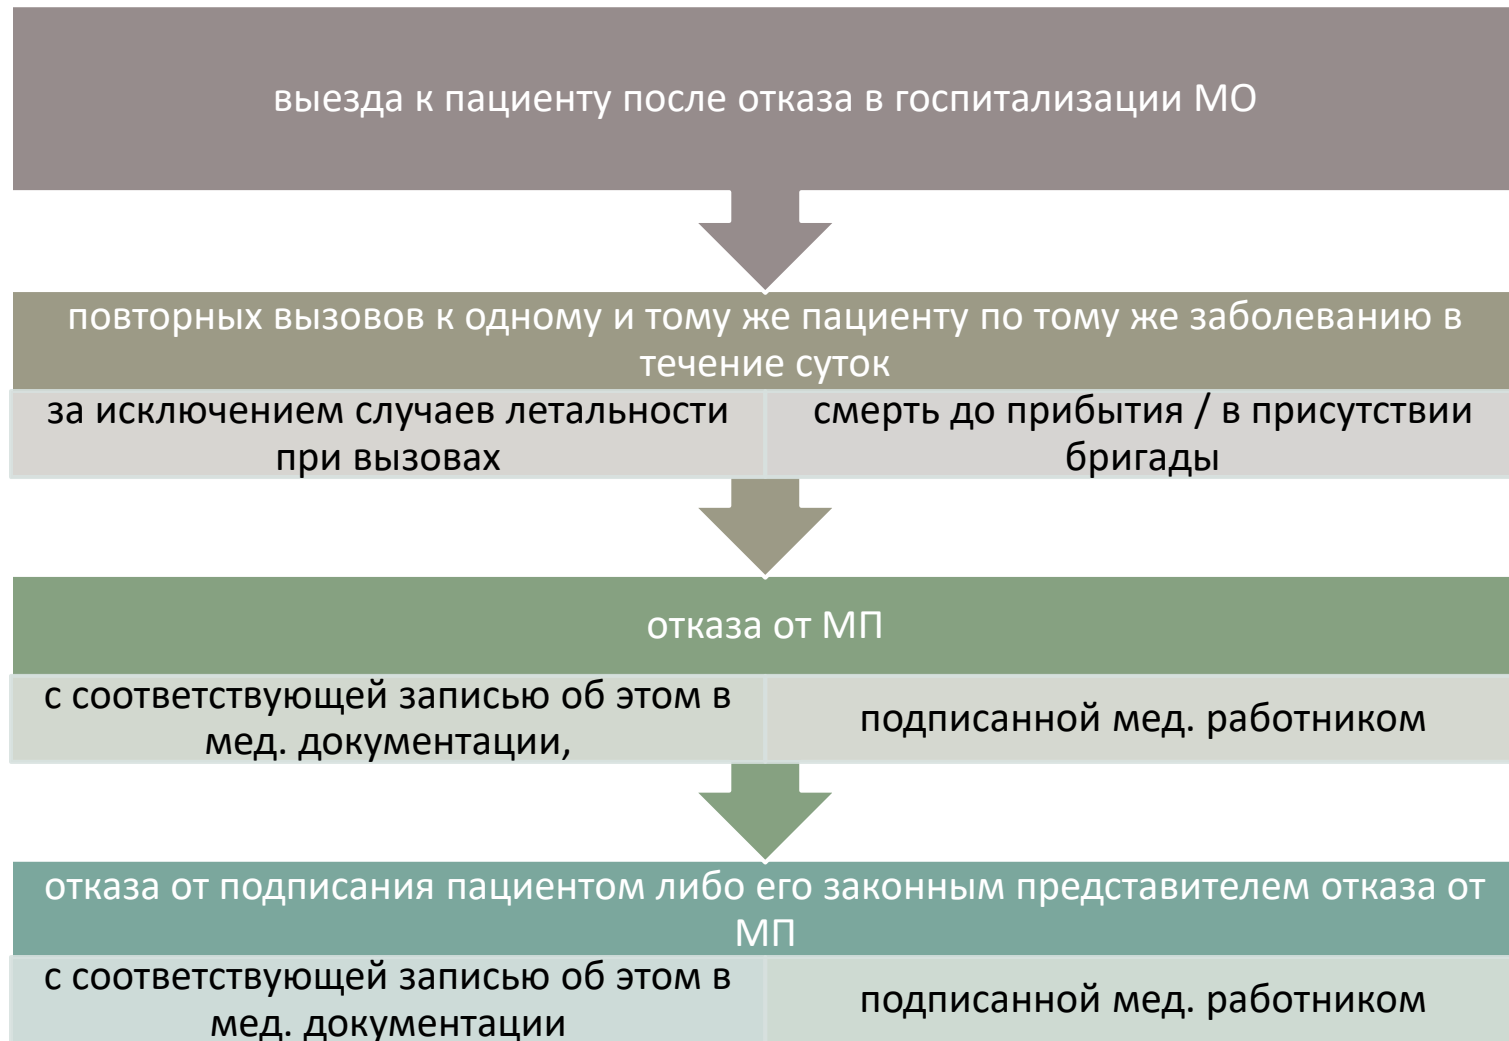 выезда к пациенту после отказа в госпитализации МО
повторных вызовов к одному и тому же пациенту по тому же заболеванию в
течение суток
за исключением случаев летальности
при вызовах
смерть до прибытия / в присутствии
бригады
отказа от МП
с соответствующей записью об этом в
мед. документации,
подписанной мед. работником
отказа от подписания пациентом либо его законным представителем отказа от
МП
с соответствующей записью об этом в
мед. документации
подписанной мед. работником